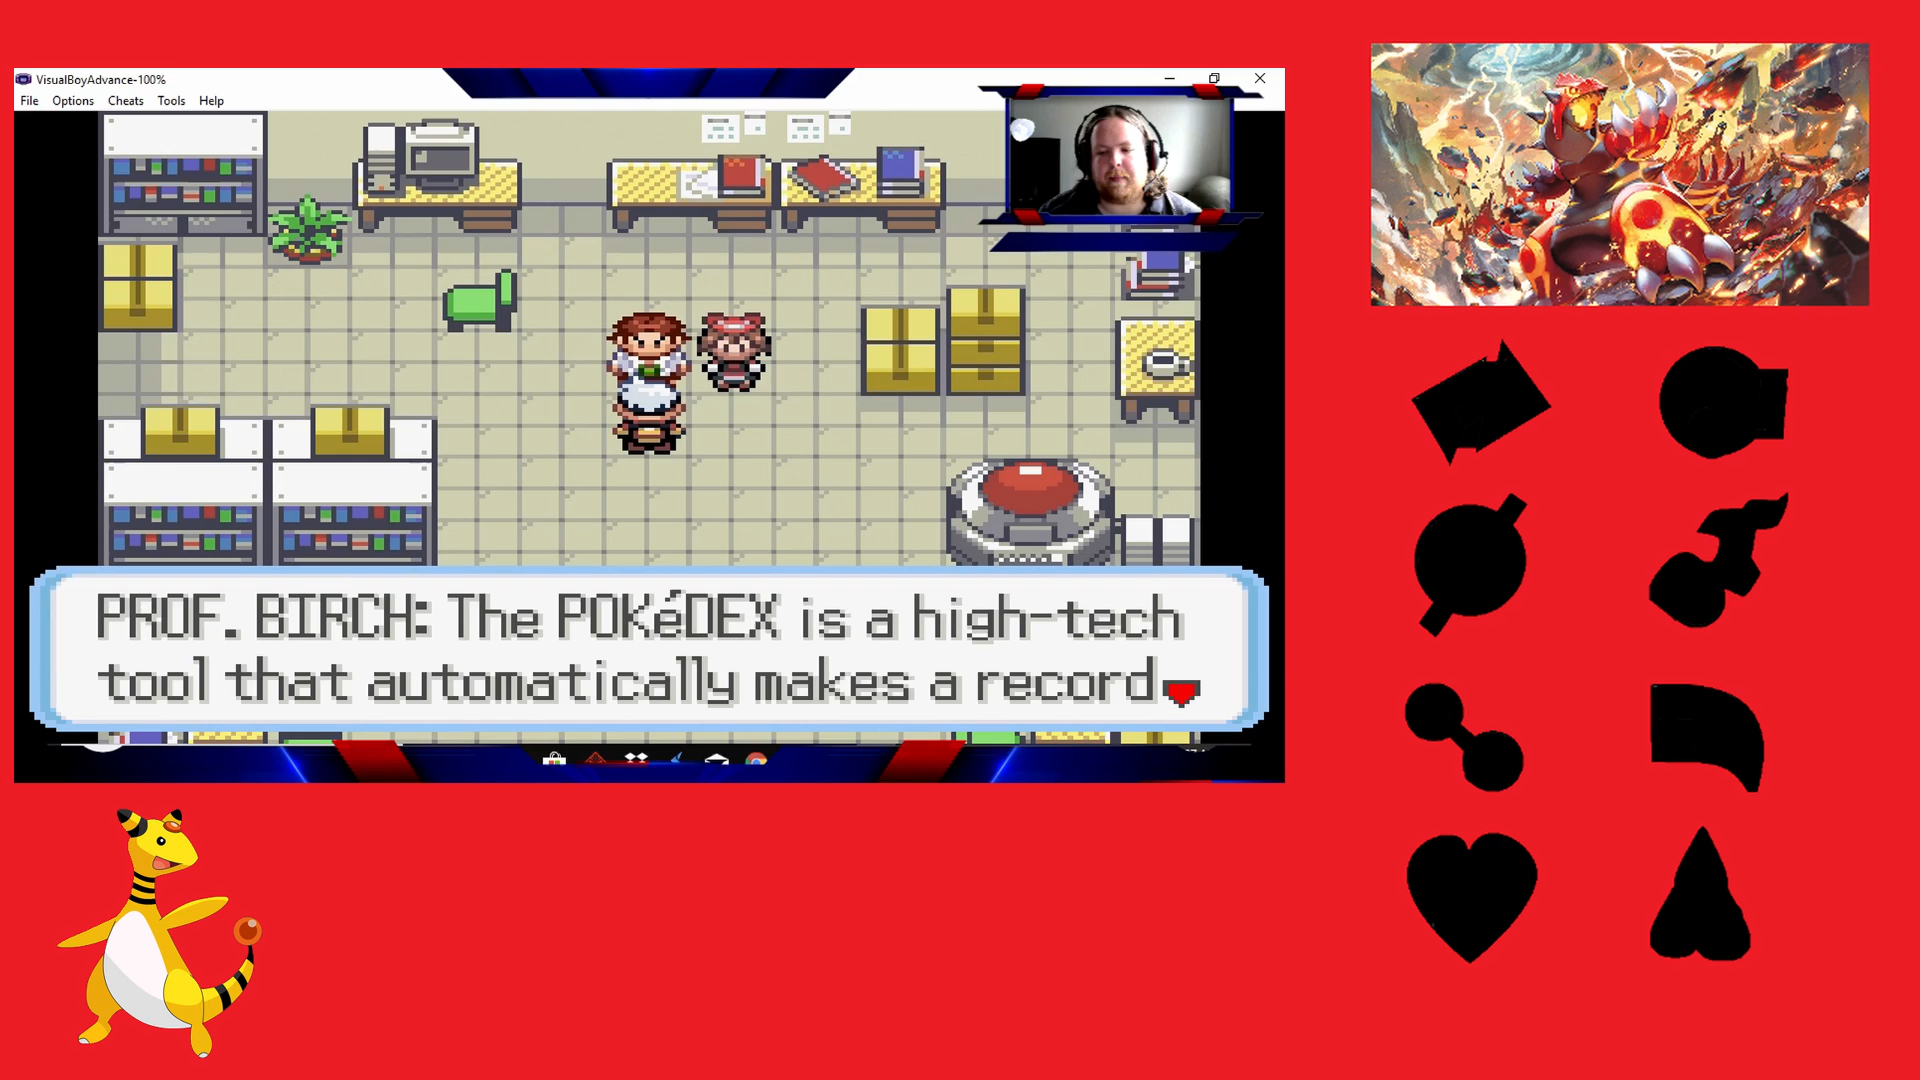 VisualBoyAdvance-100%
File Options Cheats Tools Help
PROF. BIRCH: The POKéDEX is a high-tech
tool that automatically makes a record